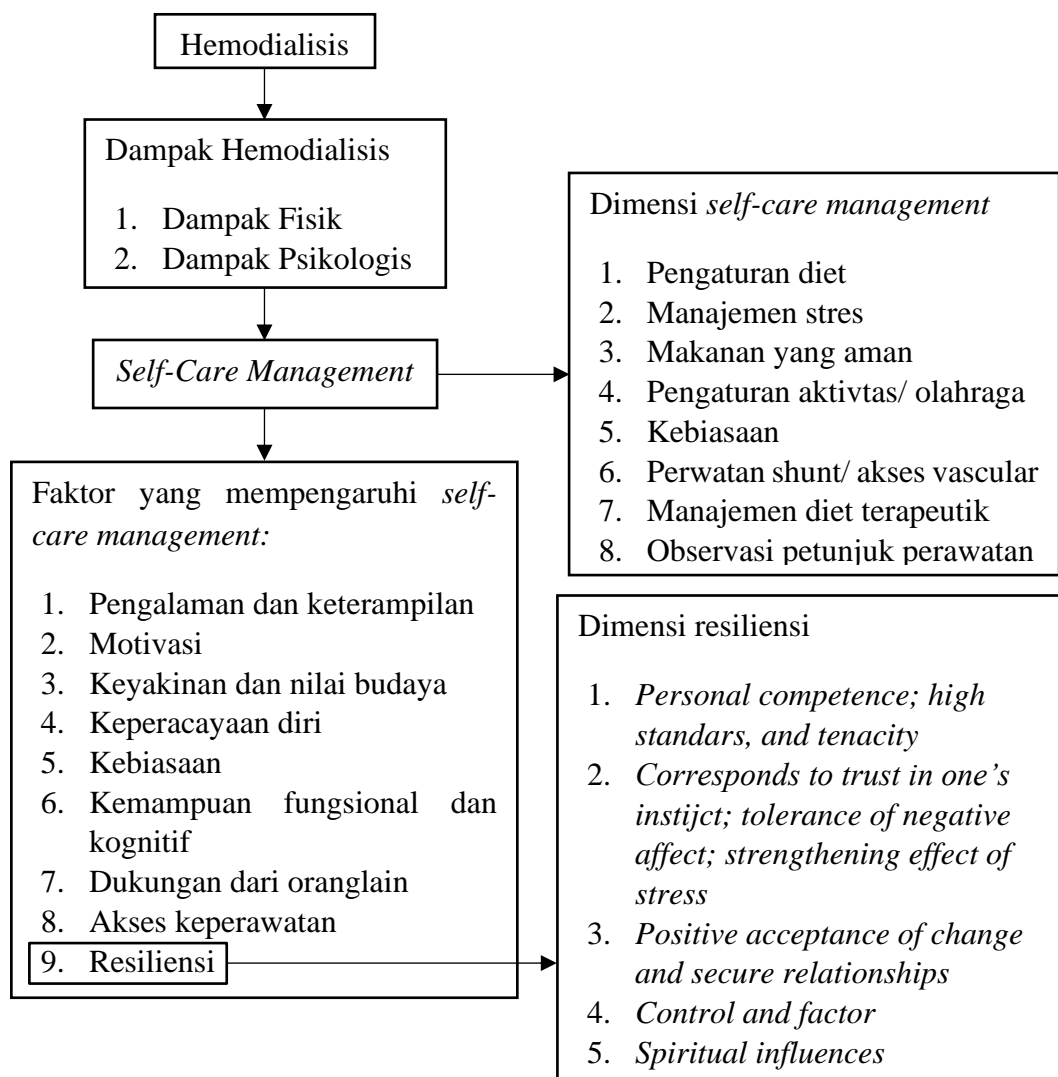 Hemodialisis
Dampak Hemodialisis
1. Dampak Fisik
2. Dampak Psikologis
Self-Care Management
Dimensi self-care management
1. Pengaturan diet
2. Manajemen stres
3. Makanan yang aman
4. Pengaturan aktivtas/ olahraga
5. Kebiasaan
6. Perwatan shunt/ akses vascular
7. Manajemen diet terapeutik
8. Observasi petunjuk perawatan
Faktor yang mempengaruhi self-
care management:
1. Pengalaman dan keterampilan
2. Motivasi
3. Keyakinan dan nilai budaya
4. Keperacayaan diri
5. Kebiasaan
6. Kemampuan fungsional dan
kognitif
7. Dukungan dari oranglain
8. Akses keperawatan
9. Resiliensi
Dimensi resiliensi
1. Personal competence; high
standars, and tenacity
2. Corresponds to trust in one’s
instijct; tolerance of negative
affect; strengthening effect of
stress
3. Positive acceptance of change
and secure relationships
4. Control and factor
5. Spiritual influences